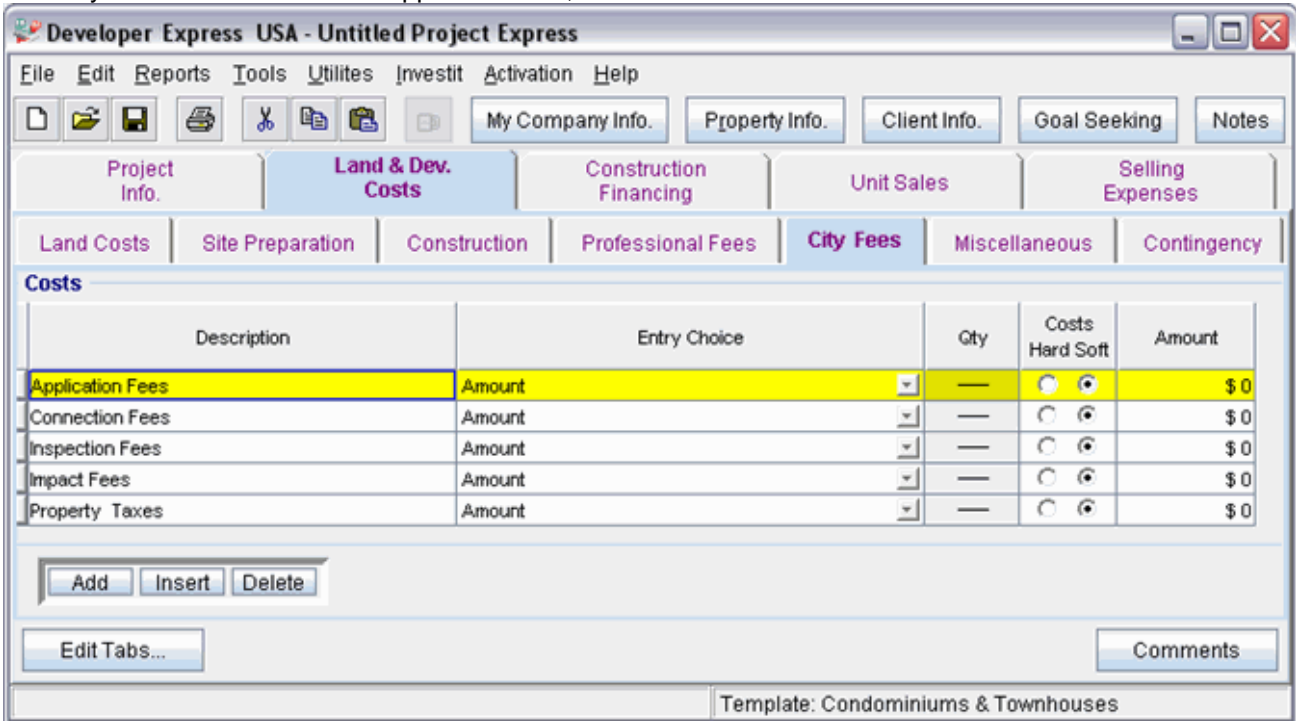 Developer Express USA - Untitled Project Express
File Edit Reports Tools Utilites Investit Activation Help
My Company Info. Property Info. Client Info. Goal Seeking Notes
Project Info. Land & Dev. Costs Construction Financing Unit Sales Selling Expenses
Land Costs Site Preparation Construction Professional Fees City Fees Miscellaneous Contingency
Costs
Description Entry Choice Qty Costs Hard Soft Amount
Application Fees Amount — $ 0
Connection Fees Amount — $ 0
Inspection Fees Amount — $ 0
Impact Fees Amount — $ 0
Property Taxes Amount — $ 0
Add Insert Delete
Edit Tabs... Comments
Template: Condominiums & Townhouses